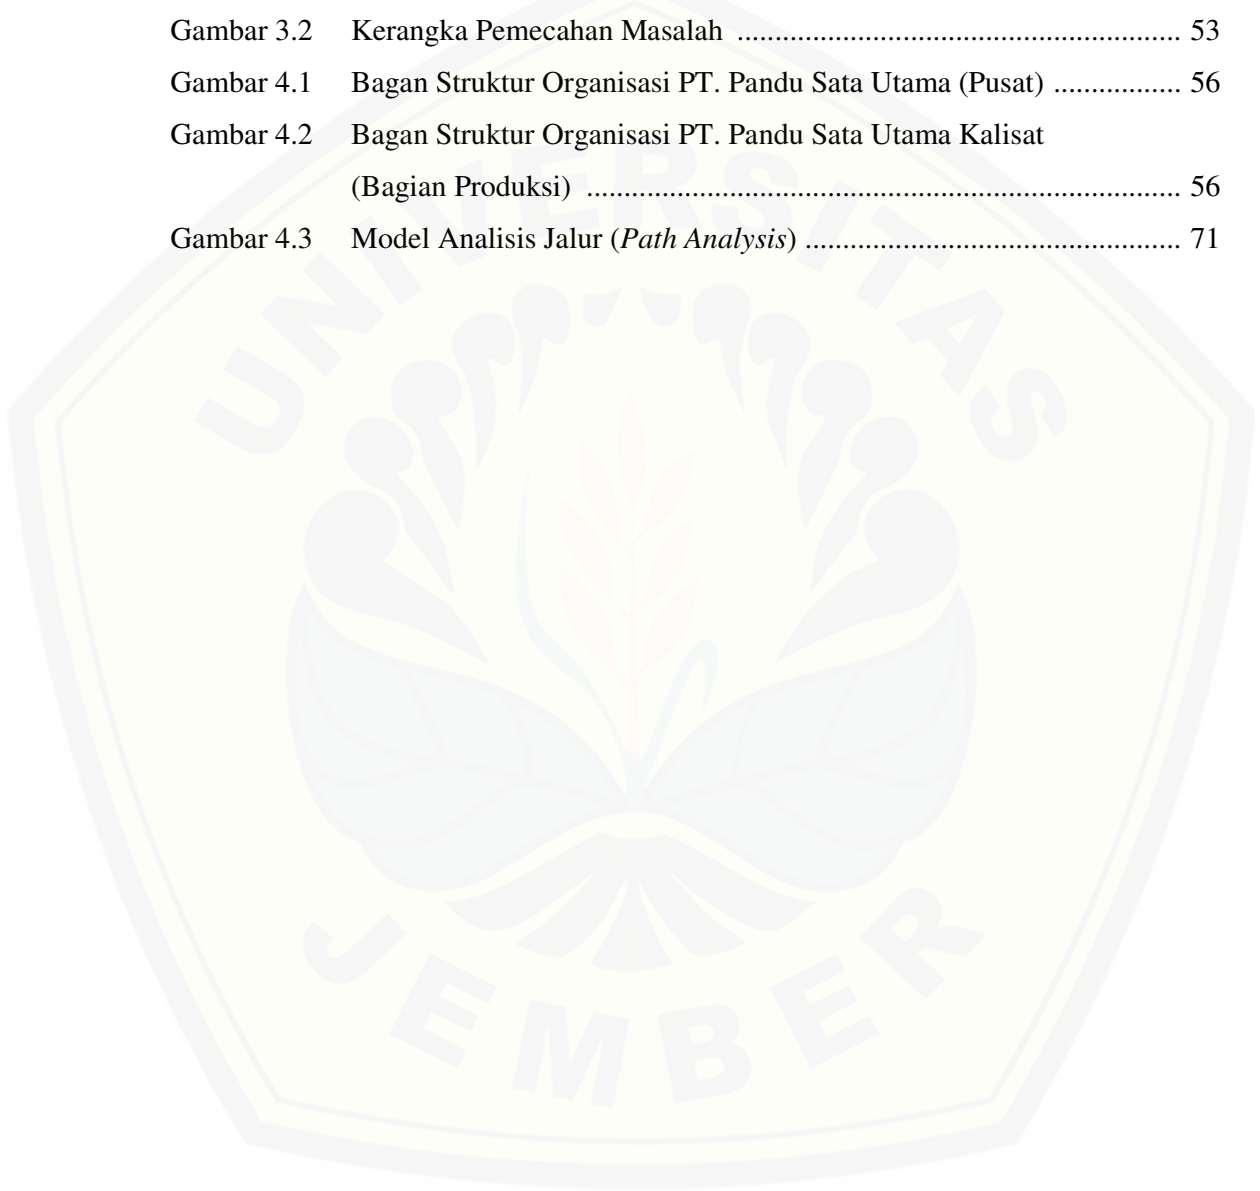 Gambar 3.2 Kerangka Pemecahan Masalah ........................................................... 53
Gambar 4.1 Bagan Struktur Organisasi PT. Pandu Sata Utama (Pusat) ................. 56
Gambar 4.2 Bagan Struktur Organisasi PT. Pandu Sata Utama Kalisat
(Bagian Produksi) ............................................................................... 56
Gambar 4.3 Model Analisis Jalur (Path Analysis) .................................................. 71
UNIVERSITAS
JEMBER